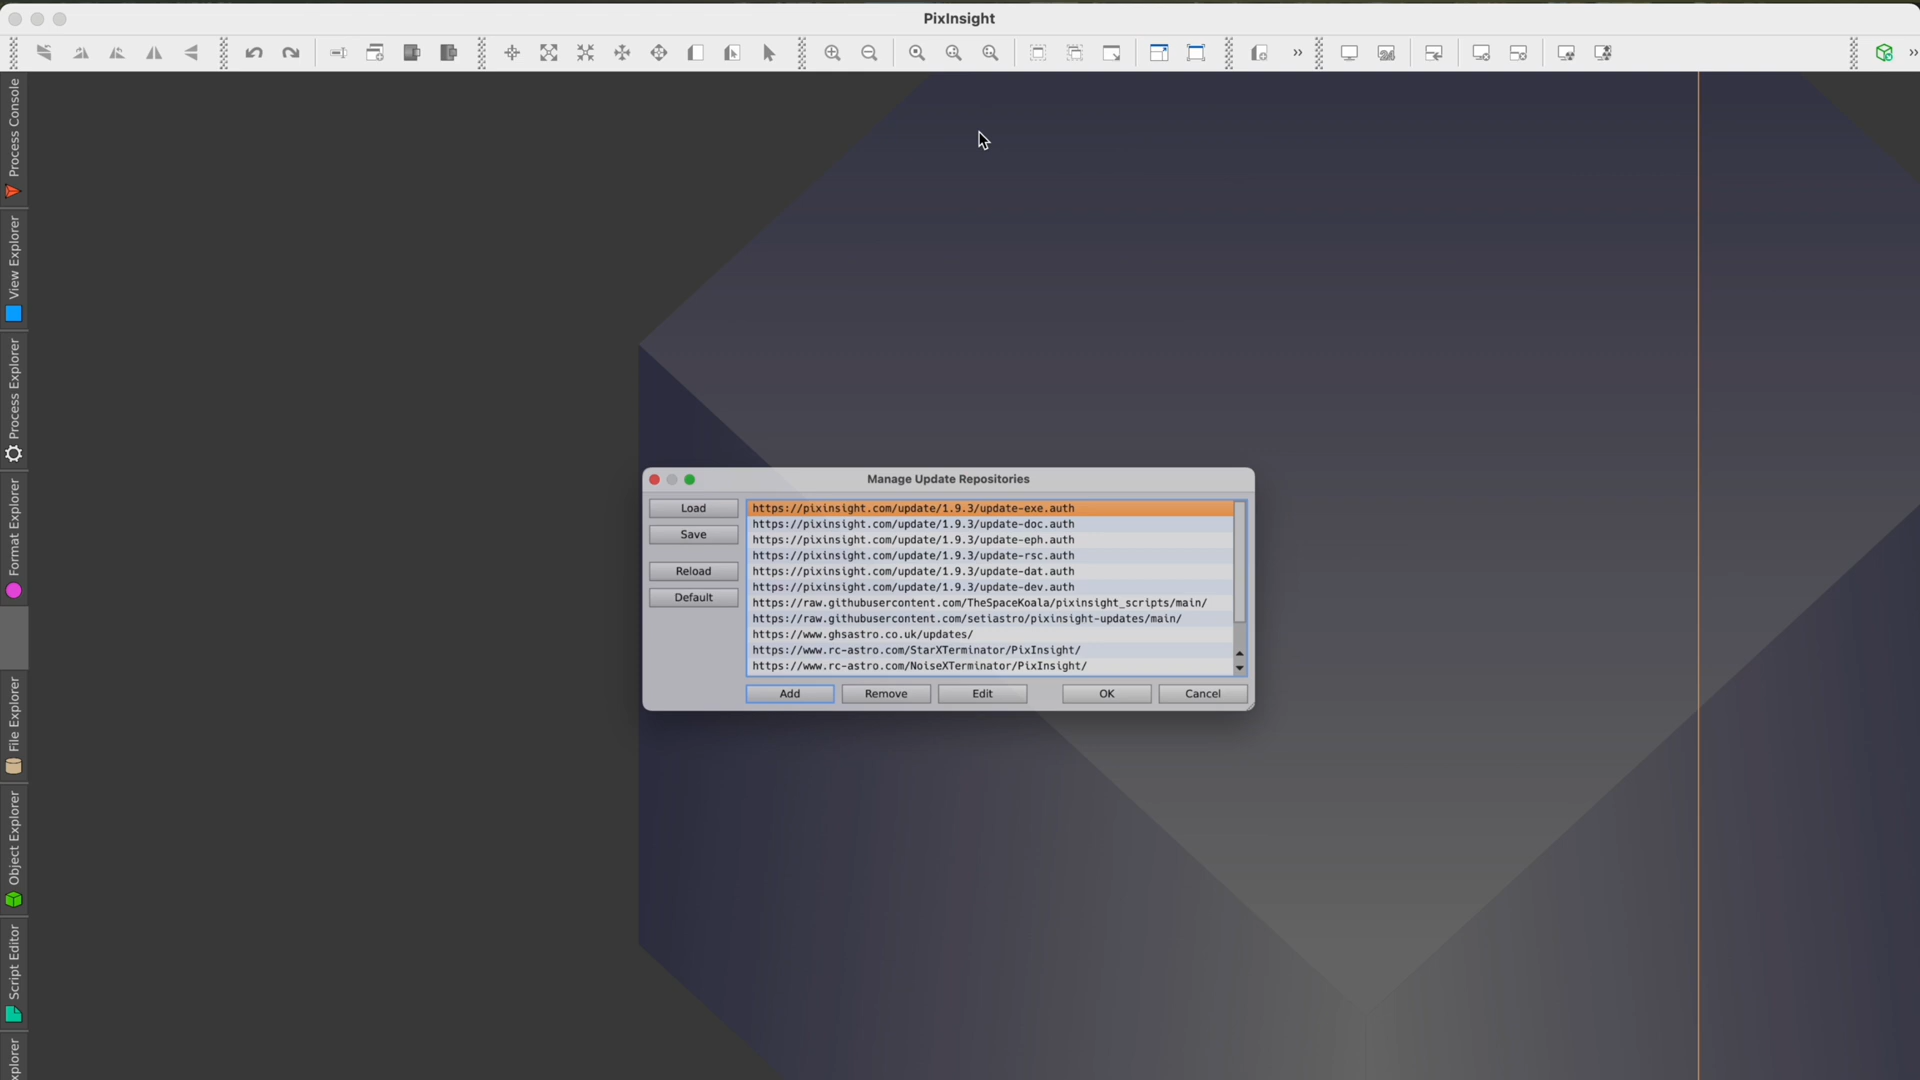 PixInsight
24
Process Console
View Explorer
Process Explorer
Format Explorer
File Explorer
Object Explorer
Script Editor
xplorer
Manage Update Repositories
Load
Save
Reload
Default
https://pixinsight.com/update/1.9.3/update-exe.auth
https://pixinsight.com/update/1.9.3/update-doc.auth
https://pixinsight.com/update/1.9.3/update-eph.auth
https://pixinsight.com/update/1.9.3/update-rsc.auth
https://pixinsight.com/update/1.9.3/update-dat.auth
https://pixinsight.com/update/1.9.3/update-dev.auth
https://raw.githubusercontent.com/TheSpaceKoala/pixinsight_scripts/main/
https://raw.githubusercontent.com/setiastro/pixinsight-updates/main/
https://www.ghsastro.co.uk/updates/
https://www.rc-astro.com/StarXTerminator/PixInsight/
https://www.rc-astro.com/NoiseXTerminator/PixInsight/
Add Remove Edit OK Cancel